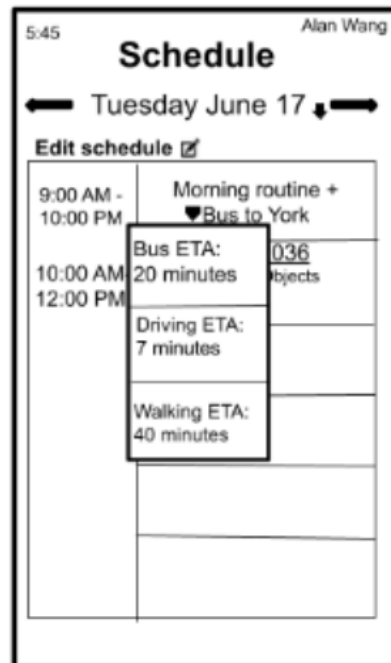 5:45
Alan Wang
Schedule
Tuesday June 17
Edit schedule
9:00 AM -
10:00 PM
Morning routine +
Bus to York
10:00 AM-
12:00 PM
036
bjects
Bus ETA:
20 minutes
Driving ETA:
7 minutes
Walking ETA:
40 minutes